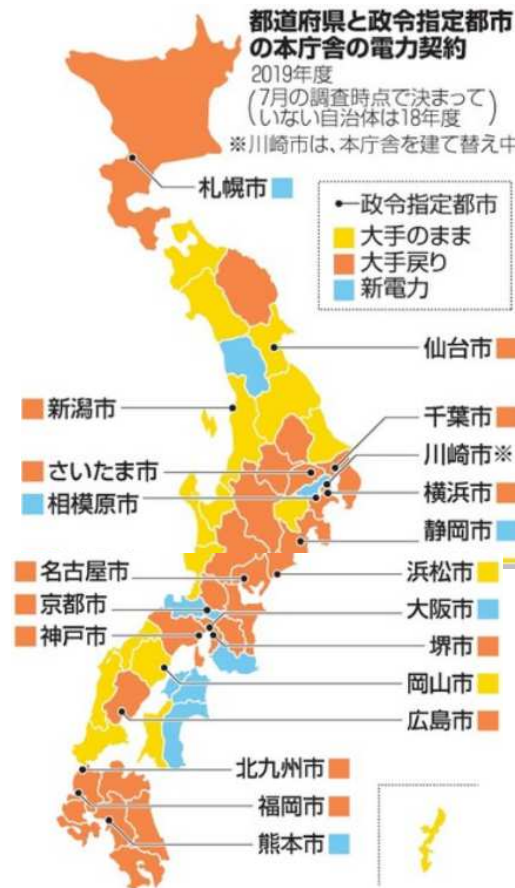 都道府県と政令指定都市
の本庁舎の電力契約
2019年度
(7月の調査時点で決まって
いない自治体は18年度)
※川崎市は、本庁舎を建て替え中
札幌市
政令指定都市
大手のまま
大手戻り
新電力
仙台市
新潟市
千葉市
川崎市※
さいたま市
横浜市
相模原市
静岡市
名古屋市
浜松市
京都市
大阪市
神戸市
堺市
岡山市
広島市
北九州市
福岡市
熊本市